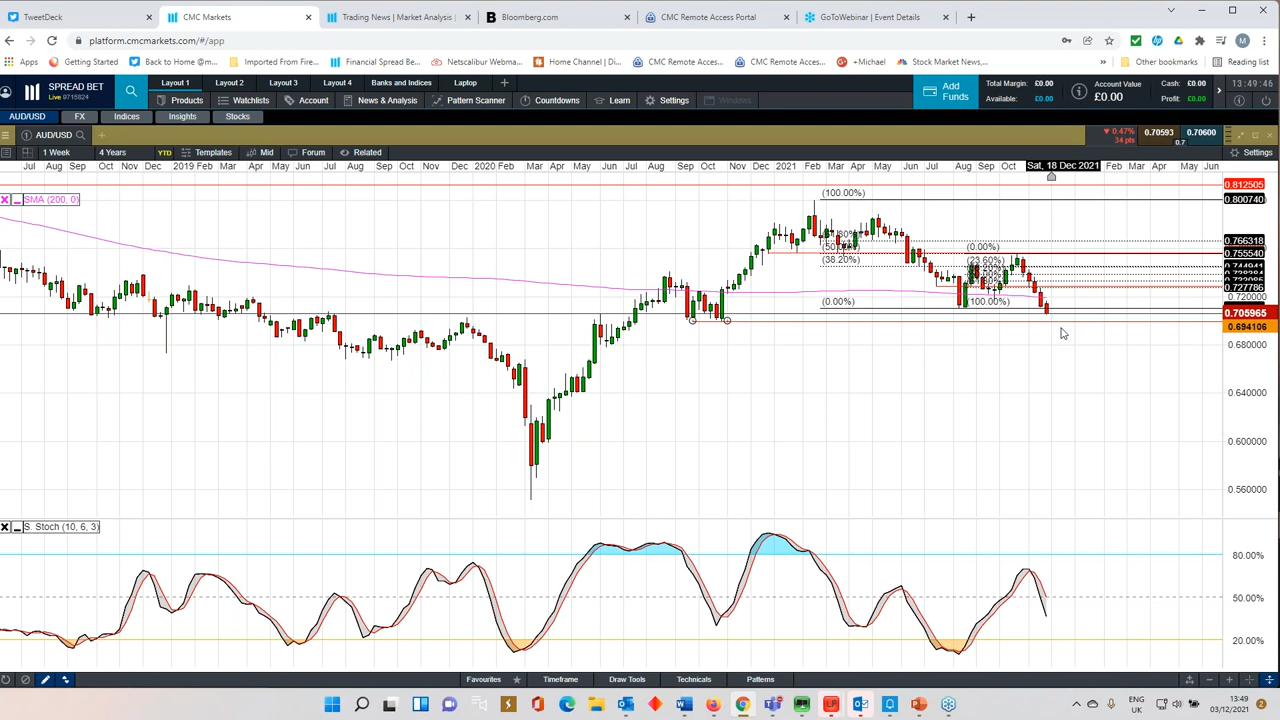 TweetDeck CMC Markets Trading News | Market Analysis | Bloomberg.com CMC Remote Access Portal GoToWebinar | Event Details
platform.cmcmarkets.com/#/app
Apps Getting Started Back to Home @m... Imported From Fire... Financial Spread Be... Netscalibur Webmai... Home Channel | Di... CMC Remote Acces... CMC Remote Acces... +Michael Stock Market News,... Other bookmarks Reading list
SPREAD BET
Live 9715824
Layout 1 Layout 2 Layout 3 Layout 4 Banks and Indices Laptop
Products Watchlists Account News & Analysis Pattern Scanner Countdowns Learn Settings Windows
Add Funds
Total Margin: £0.00
Available: £0.00
Account Value
£0.00
Cash: £0.00
Profit: £0.00
13:49:46
AUD/USD FX Indices Insights Stocks
AUD/USD
0.47%
34 pts
0.70593 0.7 0.70600
1 Week 4 Years YTD Templates Mid Forum Related Settings
Jul Aug Sep Oct Nov Dec 2019 Feb Mar Apr May Jun Jul Aug Sep Oct Nov Dec 2020 Feb Mar Apr May Jun Jul Aug Sep Oct Nov Dec 2021 Feb Mar Apr May Jun Jul Aug Sep Oct Sat, 18 Dec 2021 Feb Mar Apr May Jun
SMA (200, 0)
(100.00%)
(38.20%)
(0.00%)
(0.00%)
(23.60%)
(100.00%)
0.812505
0.800740
0.766318
0.755540
0.727786
0.720000
0.705965
0.694106
0.680000
0.640000
0.600000
0.560000
S. Stoch (10, 6, 3)
80.00%
50.00%
20.00%
Favourites Timeframe Draw Tools Technicals Patterns
ENG
UK
13:49
03/12/2021